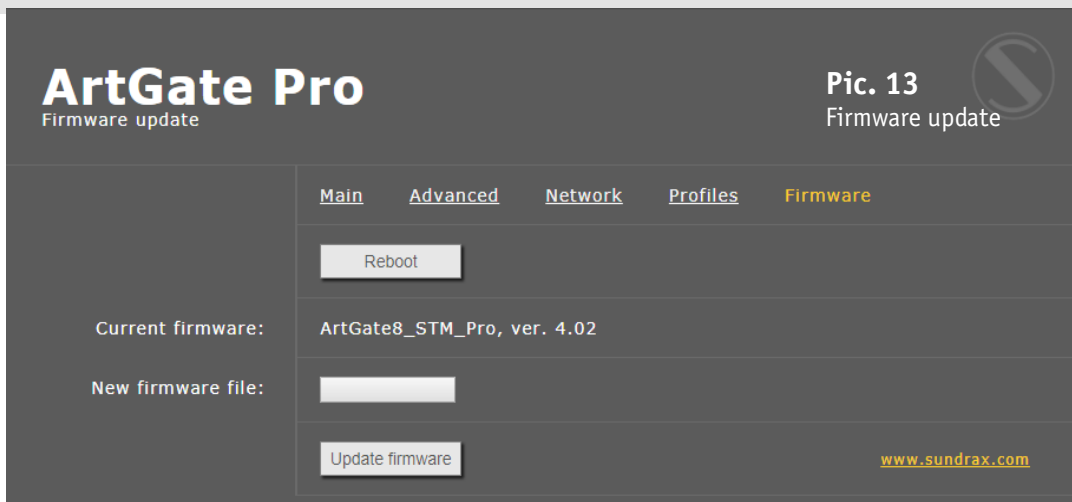 ArtGate Pro
Firmware update
Pic. 13
Firmware update
Main Advanced Network Profiles Firmware
Reboot
Current firmware: ArtGate8_STM_Pro, ver. 4.02
New firmware file:
Update firmware www.sundrax.com